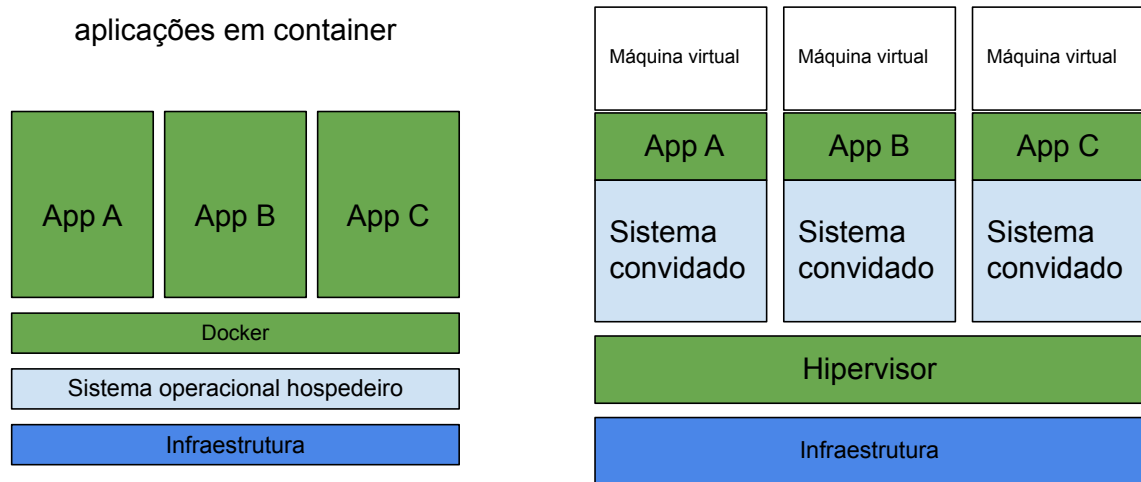 aplicações em container
App A
App B
App C
Docker
Sistema operacional hospedeiro
Infraestrutura
Máquina virtual
Máquina virtual
Máquina virtual
App A
App B
App C
Sistema
convidado
Sistema
convidado
Sistema
convidado
Hipervisor
Infraestrutura